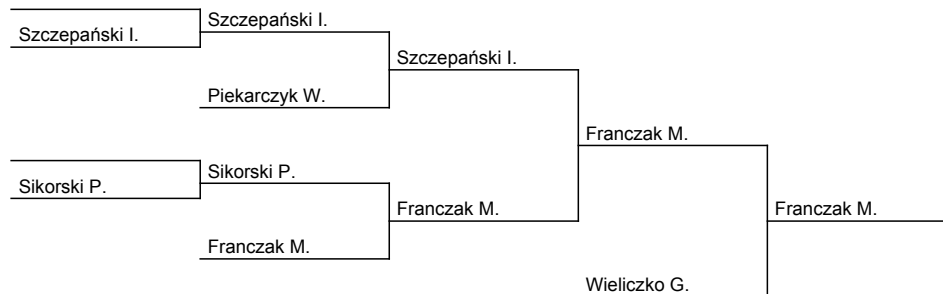 Szczepański I.
Szczepański I.
Szczepański I.
Piekarczyk W.
Franczak M.
Sikorski P.
Sikorski P.
Franczak M.
Franczak M.
Franczak M.
Wieliczko G.